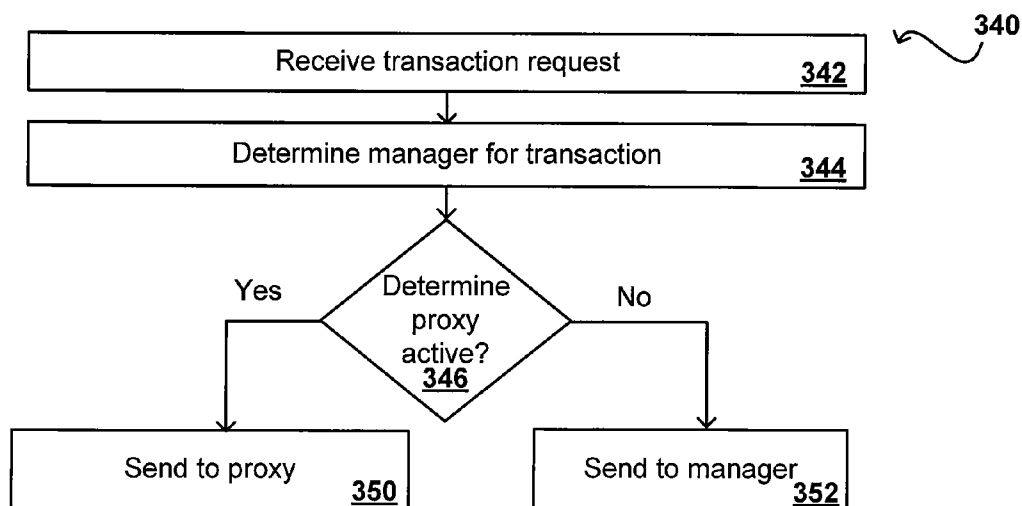 340
Receive transaction request
342
Determine manager for transaction
344
Yes
Determine
proxy
active?
346
No
Send to proxy
350
Send to manager
352